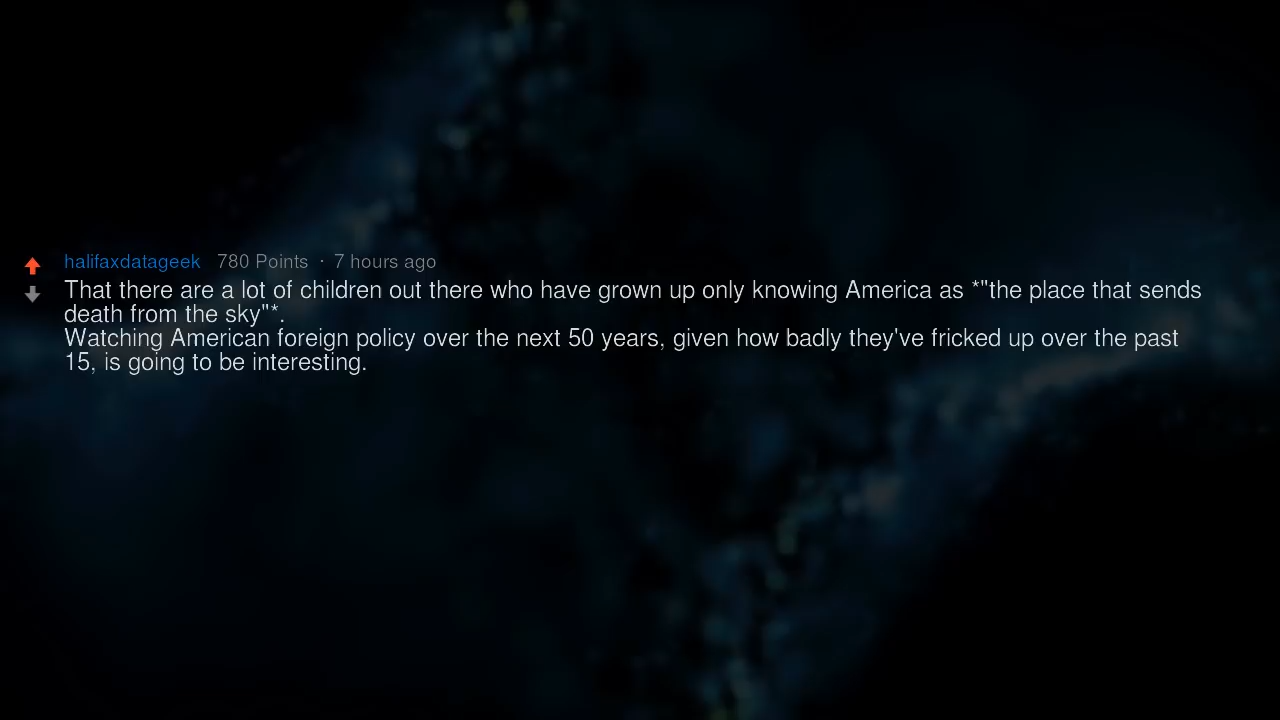 halifaxdatageek 780 Points · 7 hours ago
That there are a lot of children out there who have grown up only knowing America as *"the place that sends
death from the sky"*.
Watching American foreign policy over the next 50 years, given how badly they've fricked up over the past
15, is going to be interesting.